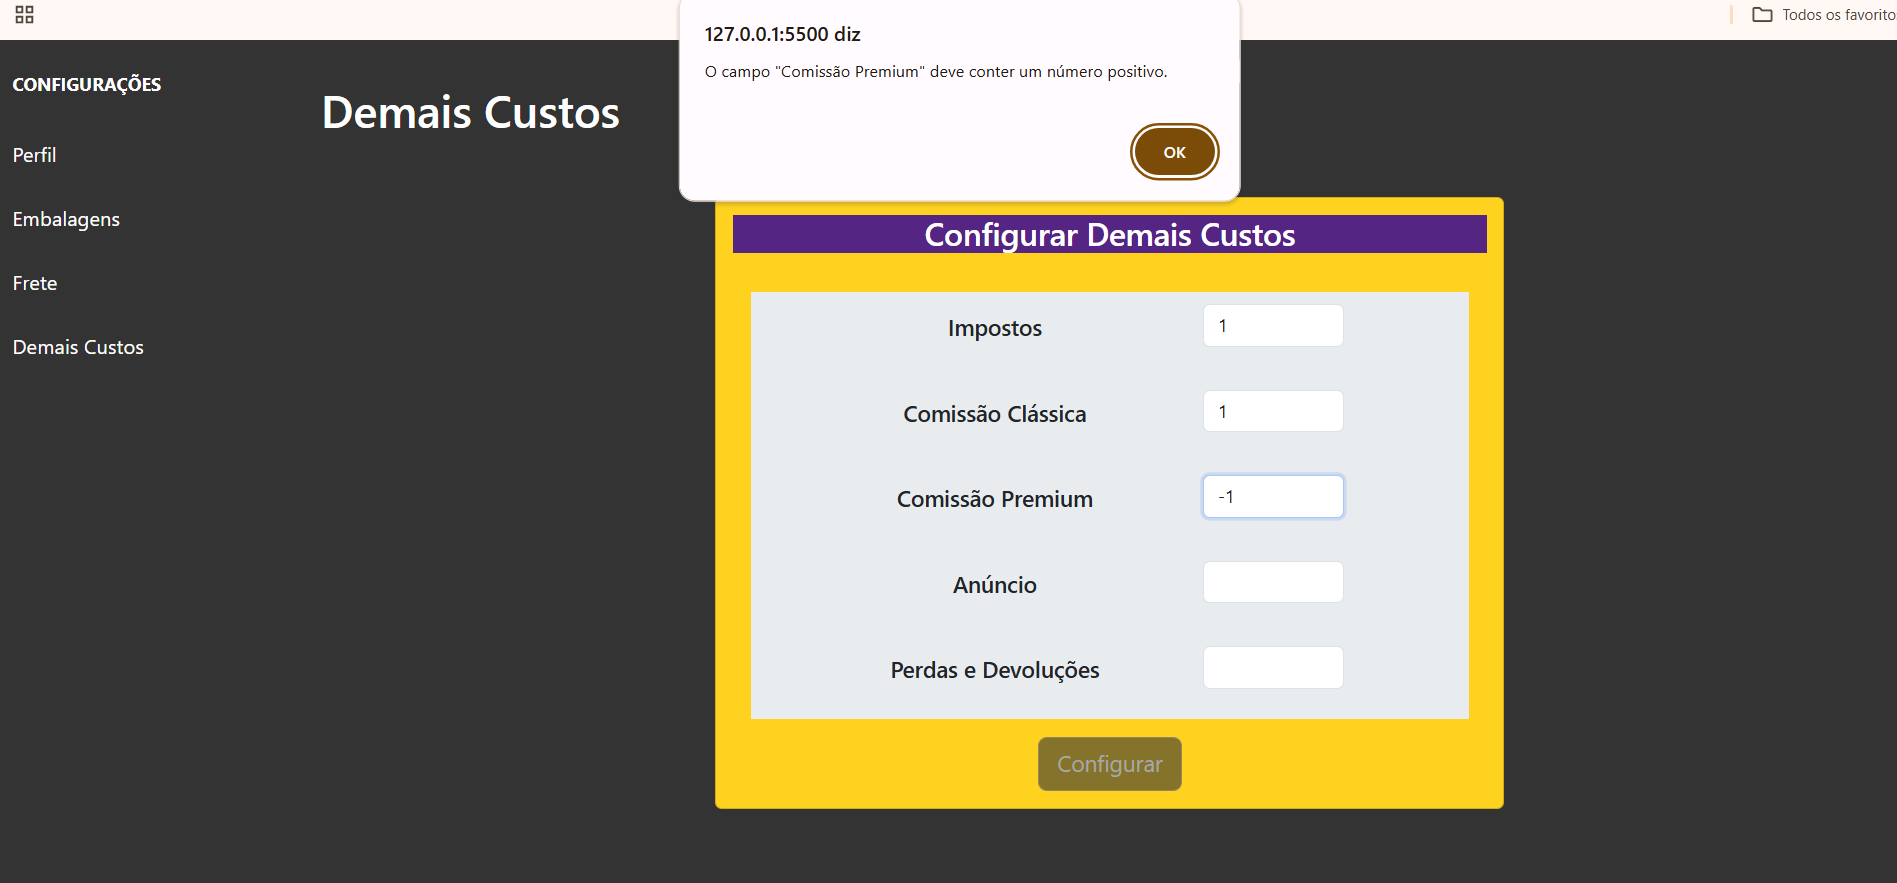 Todos os favorito
127.0.0.1:5500 diz
O campo "Comissão Premium" deve conter um número positivo.
OK
CONFIGURAÇÕES
Perfil
Embalagens
Frete
Demais Custos
Demais Custos
Configurar Demais Custos
Impostos 1
Comissão Clássica 1
Comissão Premium -1
Anúncio
Perdas e Devoluções
Configurar